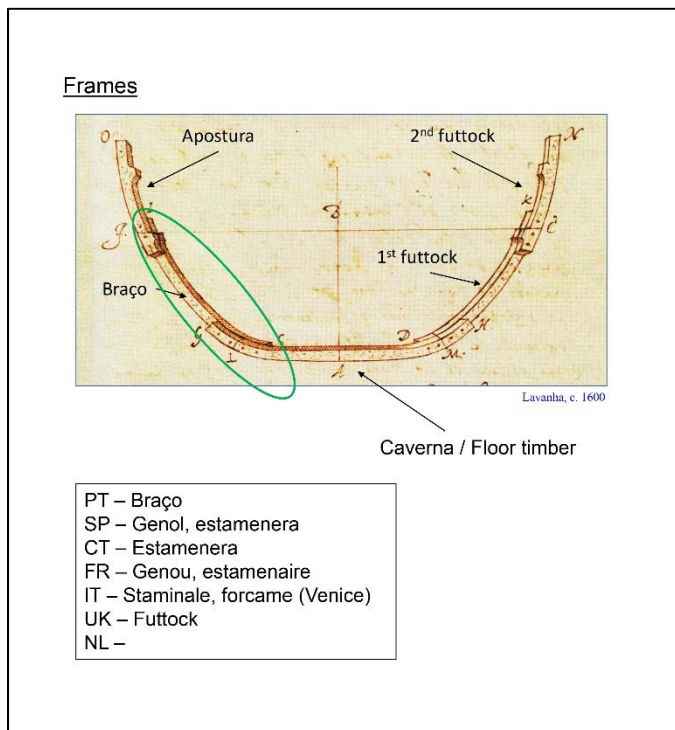 Frames
Apostura
2nd futtock
O
N
B
K
J
C
1st futtock
Braço
G
C
D
H
I
M
A
Lavanha, c. 1600
Caverna / Floor timber
PT – Braço
SP – Genol, estamenera
CT – Estamenera
FR – Genou, estamenaire
IT – Staminale, forcame (Venice)
UK – Futtock
NL –